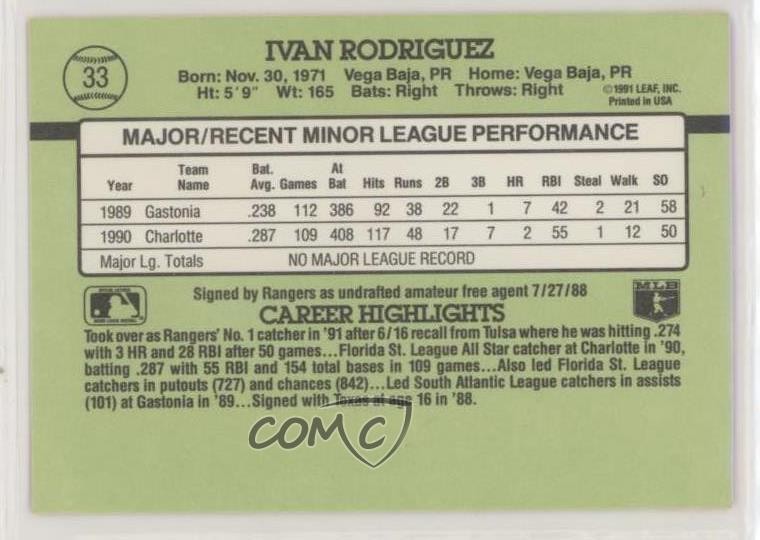 33
IVAN RODRIGUEZ
Born: Nov. 30, 1971 Vega Baja, PR Home: Vega Baja, PR
Ht: 5'9" Wt: 165 Bats: Right Throws: Right
©1991 LEAF, INC.
Printed in USA
MAJOR/RECENT MINOR LEAGUE PERFORMANCE
Year Team Name Bat. Avg. Games At Bat Hits Runs 2B 3B HR RBI Steal Walk SO
1989 Gastonia .238 112 386 92 38 22 1 7 42 2 21 58
1990 Charlotte .287 109 408 117 48 17 7 2 55 1 12 50
Major Lg. Totals NO MAJOR LEAGUE RECORD
Signed by Rangers as undrafted amateur free agent 7/27/88
MLB
CAREER HIGHLIGHTS
Took over as Rangers' No. 1 catcher in '91 after 6/16 recall from Tulsa where he was hitting .274
with 3 HR and 28 RBI after 50 games...Florida St. League All Star catcher at Charlotte in '90,
batting .287 with 55 RBI and 154 total bases in 109 games...Also led Florida St. League
catchers in putouts (727) and chances (842)...Led South Atlantic League catchers in assists
(101) at Gastonia in '89...Signed with Texas at age 16 in '88.
COMC